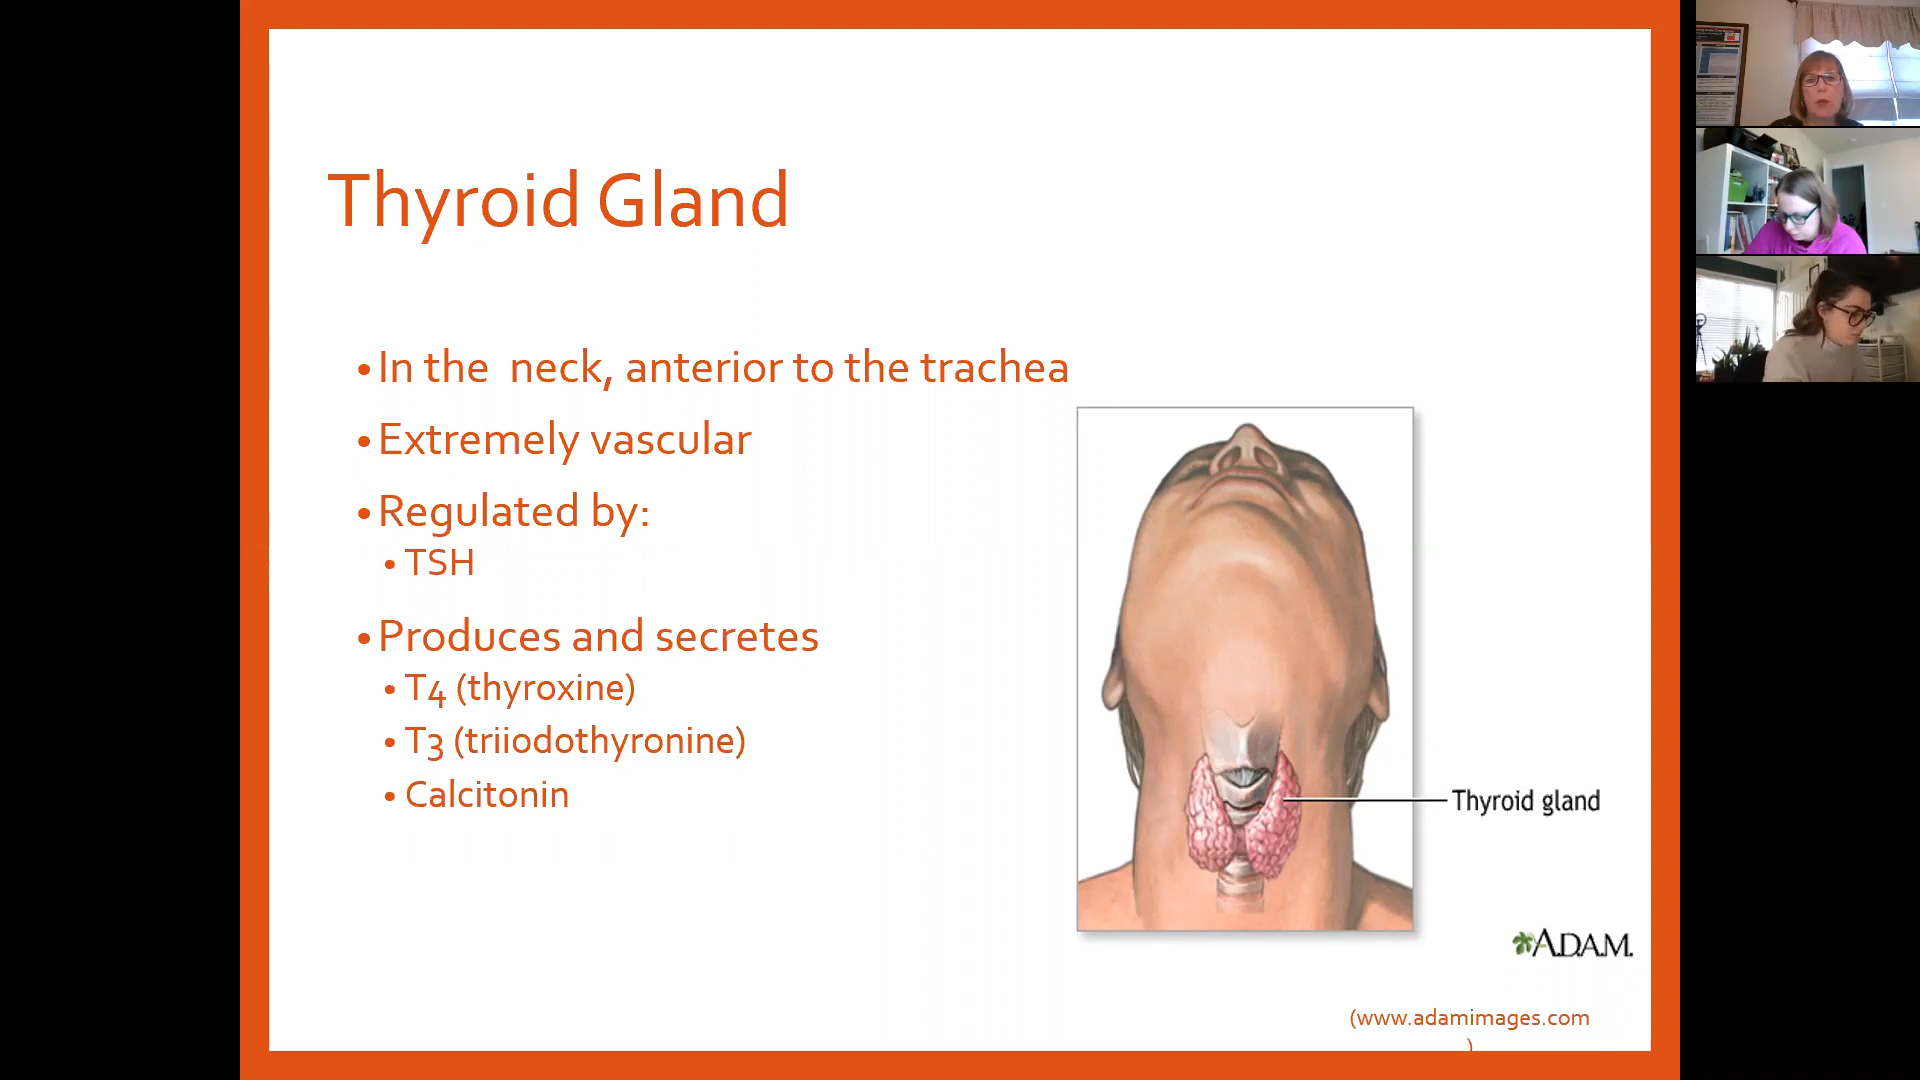 Thyroid Gland
•In the  neck, anterior to the trachea
•Extremely vascular
•Regulated by:
•TSH
•Produces and secretes
•T4 (thyroxine)
•T3 (triiodothyronine)
•Calcitonin
Thyroid gland
A.D.A.M.
(www.adamimages.com
)